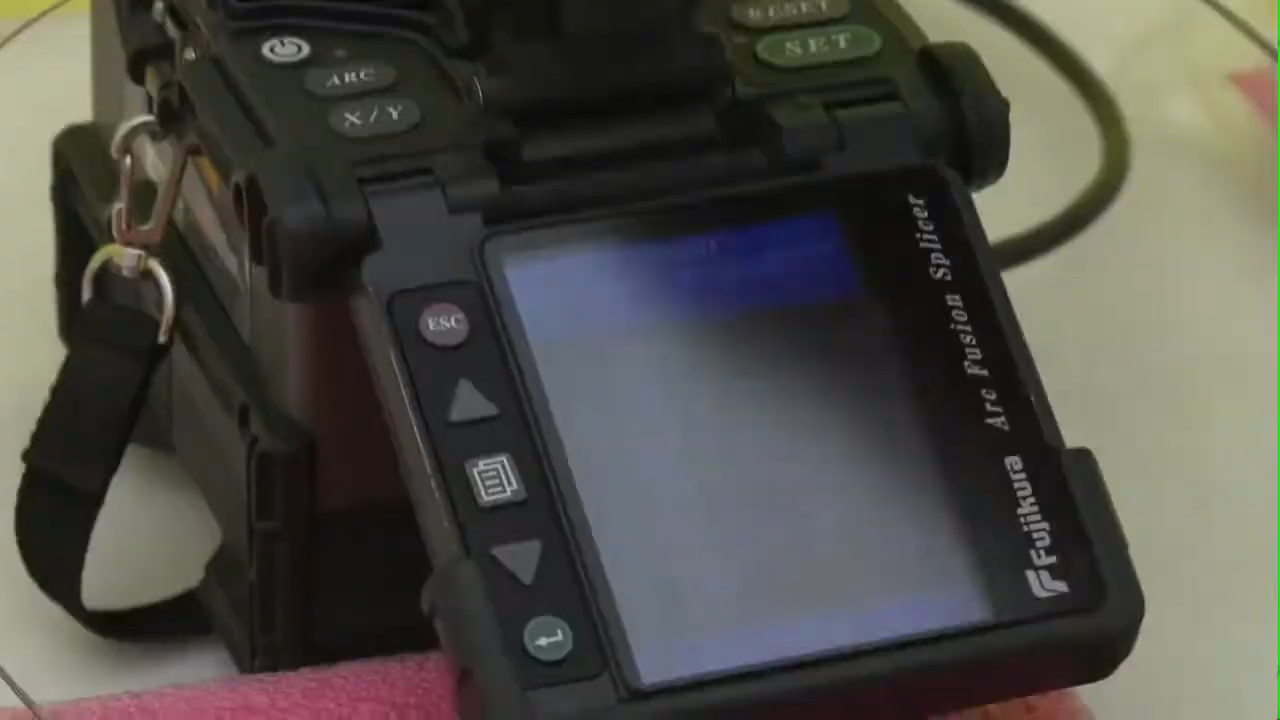 RESET
SET
ARC
X/Y
ESC
Arc Fusion Splicer
Fujikura